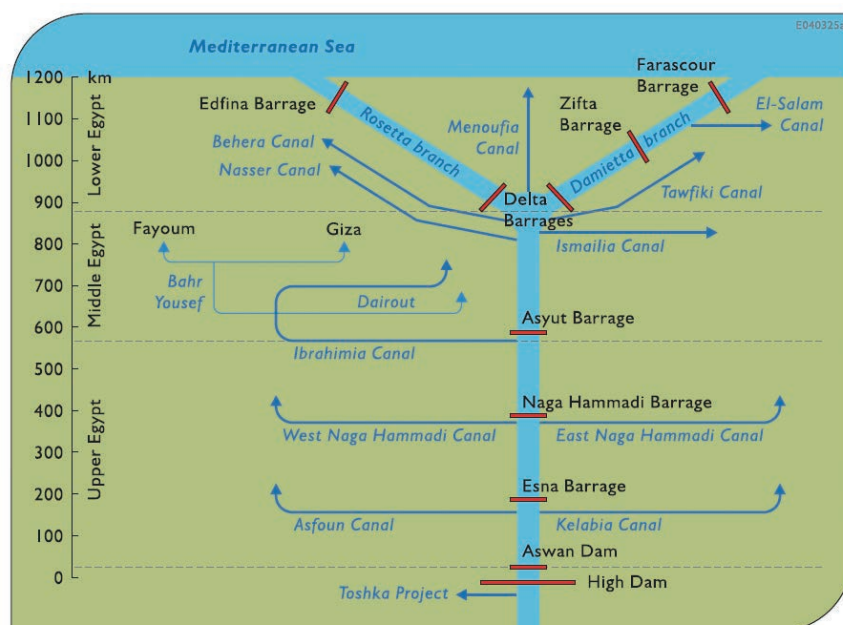 E040325
Mediterranean Sea
1200 km
1100
1000
900
800
700
600
500
400
300
200
100
0
Lower Egypt
Middle Egypt
Upper Egypt
Edfina Barrage
Rosetta branch
Behera Canal
Nasser Canal
Menoufia
Canal
Zifta
Barrage
Farascour
Barrage
Damietta branch
El-Salam
Canal
Tawfiki Canal
Delta
Barrages
Ismailia Canal
Fayoum
Giza
Bahr
Yousef
Dairout
Asyut Barrage
Ibrahimia Canal
Naga Hammadi Barrage
West Naga Hammadi Canal
East Naga Hammadi Canal
Esna Barrage
Asfoun Canal
Kelabia Canal
Aswan Dam
High Dam
Toshka Project